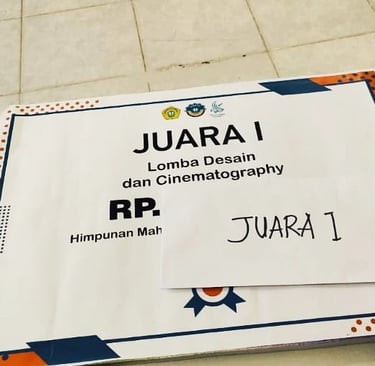 JUARA I
Lomba Desain
dan Cinematography
RP.
Himpunan Mah
JUARA I